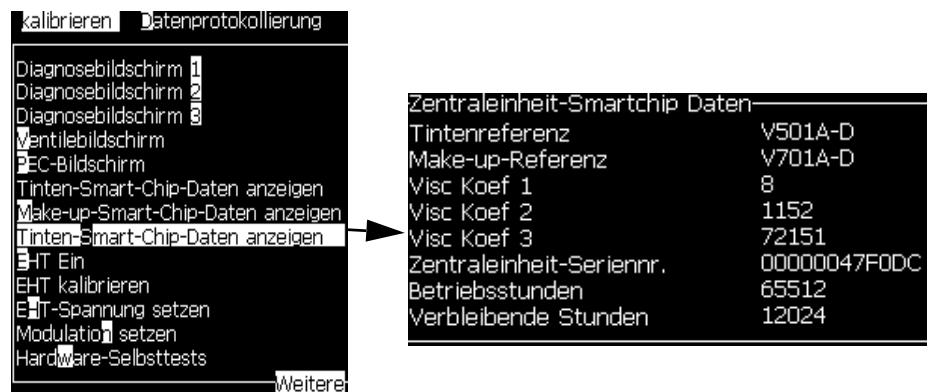 kalibrieren Datenprotokollierung
Diagnosebildschirm 1
Diagnosebildschirm 2
Diagnosebildschirm 3
Ventilebildschirm
PEC-Bildschirm
Tinten-Smart-Chip-Daten anzeigen
Make-up-Smart-Chip-Daten anzeigen
Tinten-Smart-Chip-Daten anzeigen
EHT Ein
EHT kalibrieren
EHT-Spannung setzen
Modulation setzen
Hardware-Selbsttests
Weitere
Zentraleinheit-Smartchip Daten
Tintenreferenz V501A-D
Make-up-Referenz V701A-D
Visc Koef 1 8
Visc Koef 2 1152
Visc Koef 3 72151
Zentraleinheit-Seriennr. 00000047F0DC
Betriebsstunden 65512
Verbleibende Stunden 12024